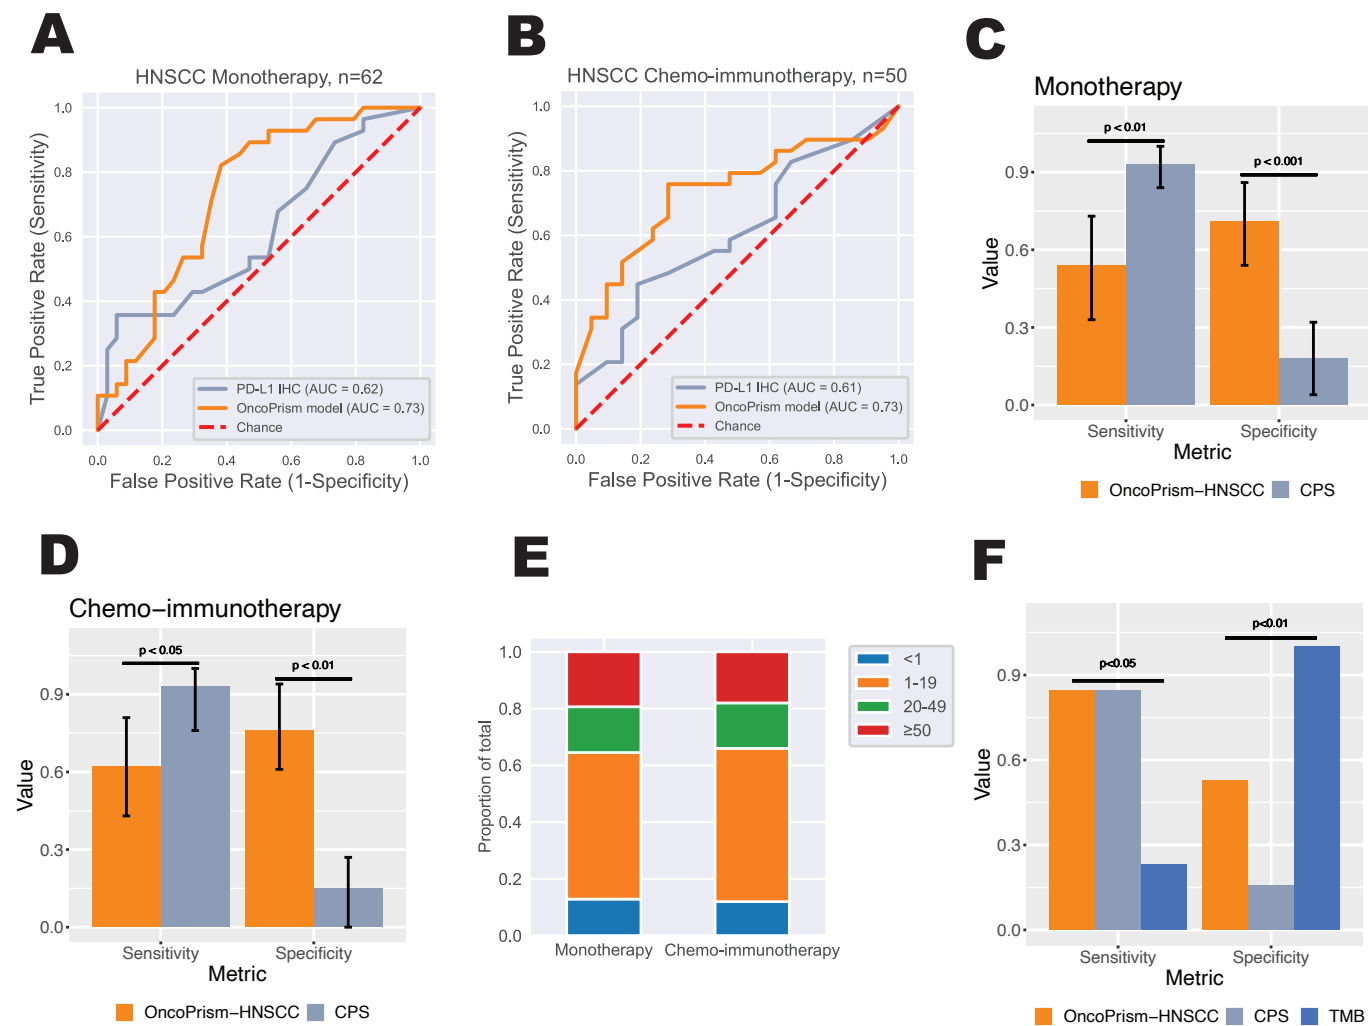 A
HNSCC Monotherapy, n=62
True Positive Rate (Sensitivity)
1.0
0.8
0.6
0.4
0.2
0.0
PD-L1 IHC (AUC = 0.62)
OncoPrism model (AUC = 0.73)
Chance
0.0 0.2 0.4 0.6 0.8 1.0
False Positive Rate (1-Specificity)
B
HNSCC Chemo-immunotherapy, n=50
True Positive Rate (Sensitivity)
1.0
0.8
0.6
0.4
0.2
0.0
PD-L1 IHC (AUC = 0.61)
OncoPrism model (AUC = 0.73)
Chance
0.0 0.2 0.4 0.6 0.8 1.0
False Positive Rate (1-Specificity)
C
Monotherapy
p < 0.01
p < 0.001
Value
0.9
0.6
0.3
0.0
Sensitivity Specificity
Metric
OncoPrism−HNSCC CPS
D
Chemo−immunotherapy
p < 0.05
p < 0.01
Value
0.9
0.6
0.3
0.0
Sensitivity Specificity
Metric
OncoPrism−HNSCC CPS
E
Proportion of total
1.0
0.8
0.6
0.4
0.2
0.0
Monotherapy Chemo-immunotherapy
<1
1-19
20-49
≥50
F
p<0.01
p<0.05
Value
0.9
0.6
0.3
0.0
Sensitivity Specificity
Metric
OncoPrism−HNSCC CPS TMB